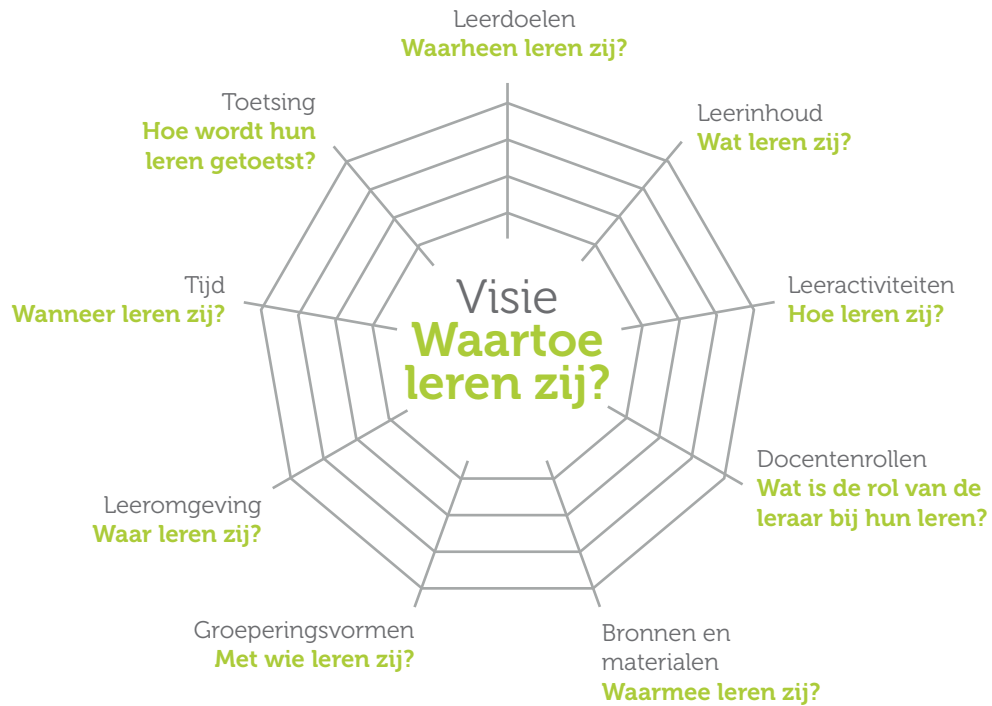 Leerdoelen
Waarheen leren zij?
Leerinhoud
Wat leren zij?
Leeractiviteiten
Hoe leren zij?
Docentenrollen
Wat is de rol van de
leraar bij hun leren?
Bronnen en
materialen
Waarmee leren zij?
Groeperingsvormen
Met wie leren zij?
Leeromgeving
Waar leren zij?
Tijd
Wanneer leren zij?
Toetsing
Hoe wordt hun
leren getoetst?
Visie
Waartoe
leren zij?